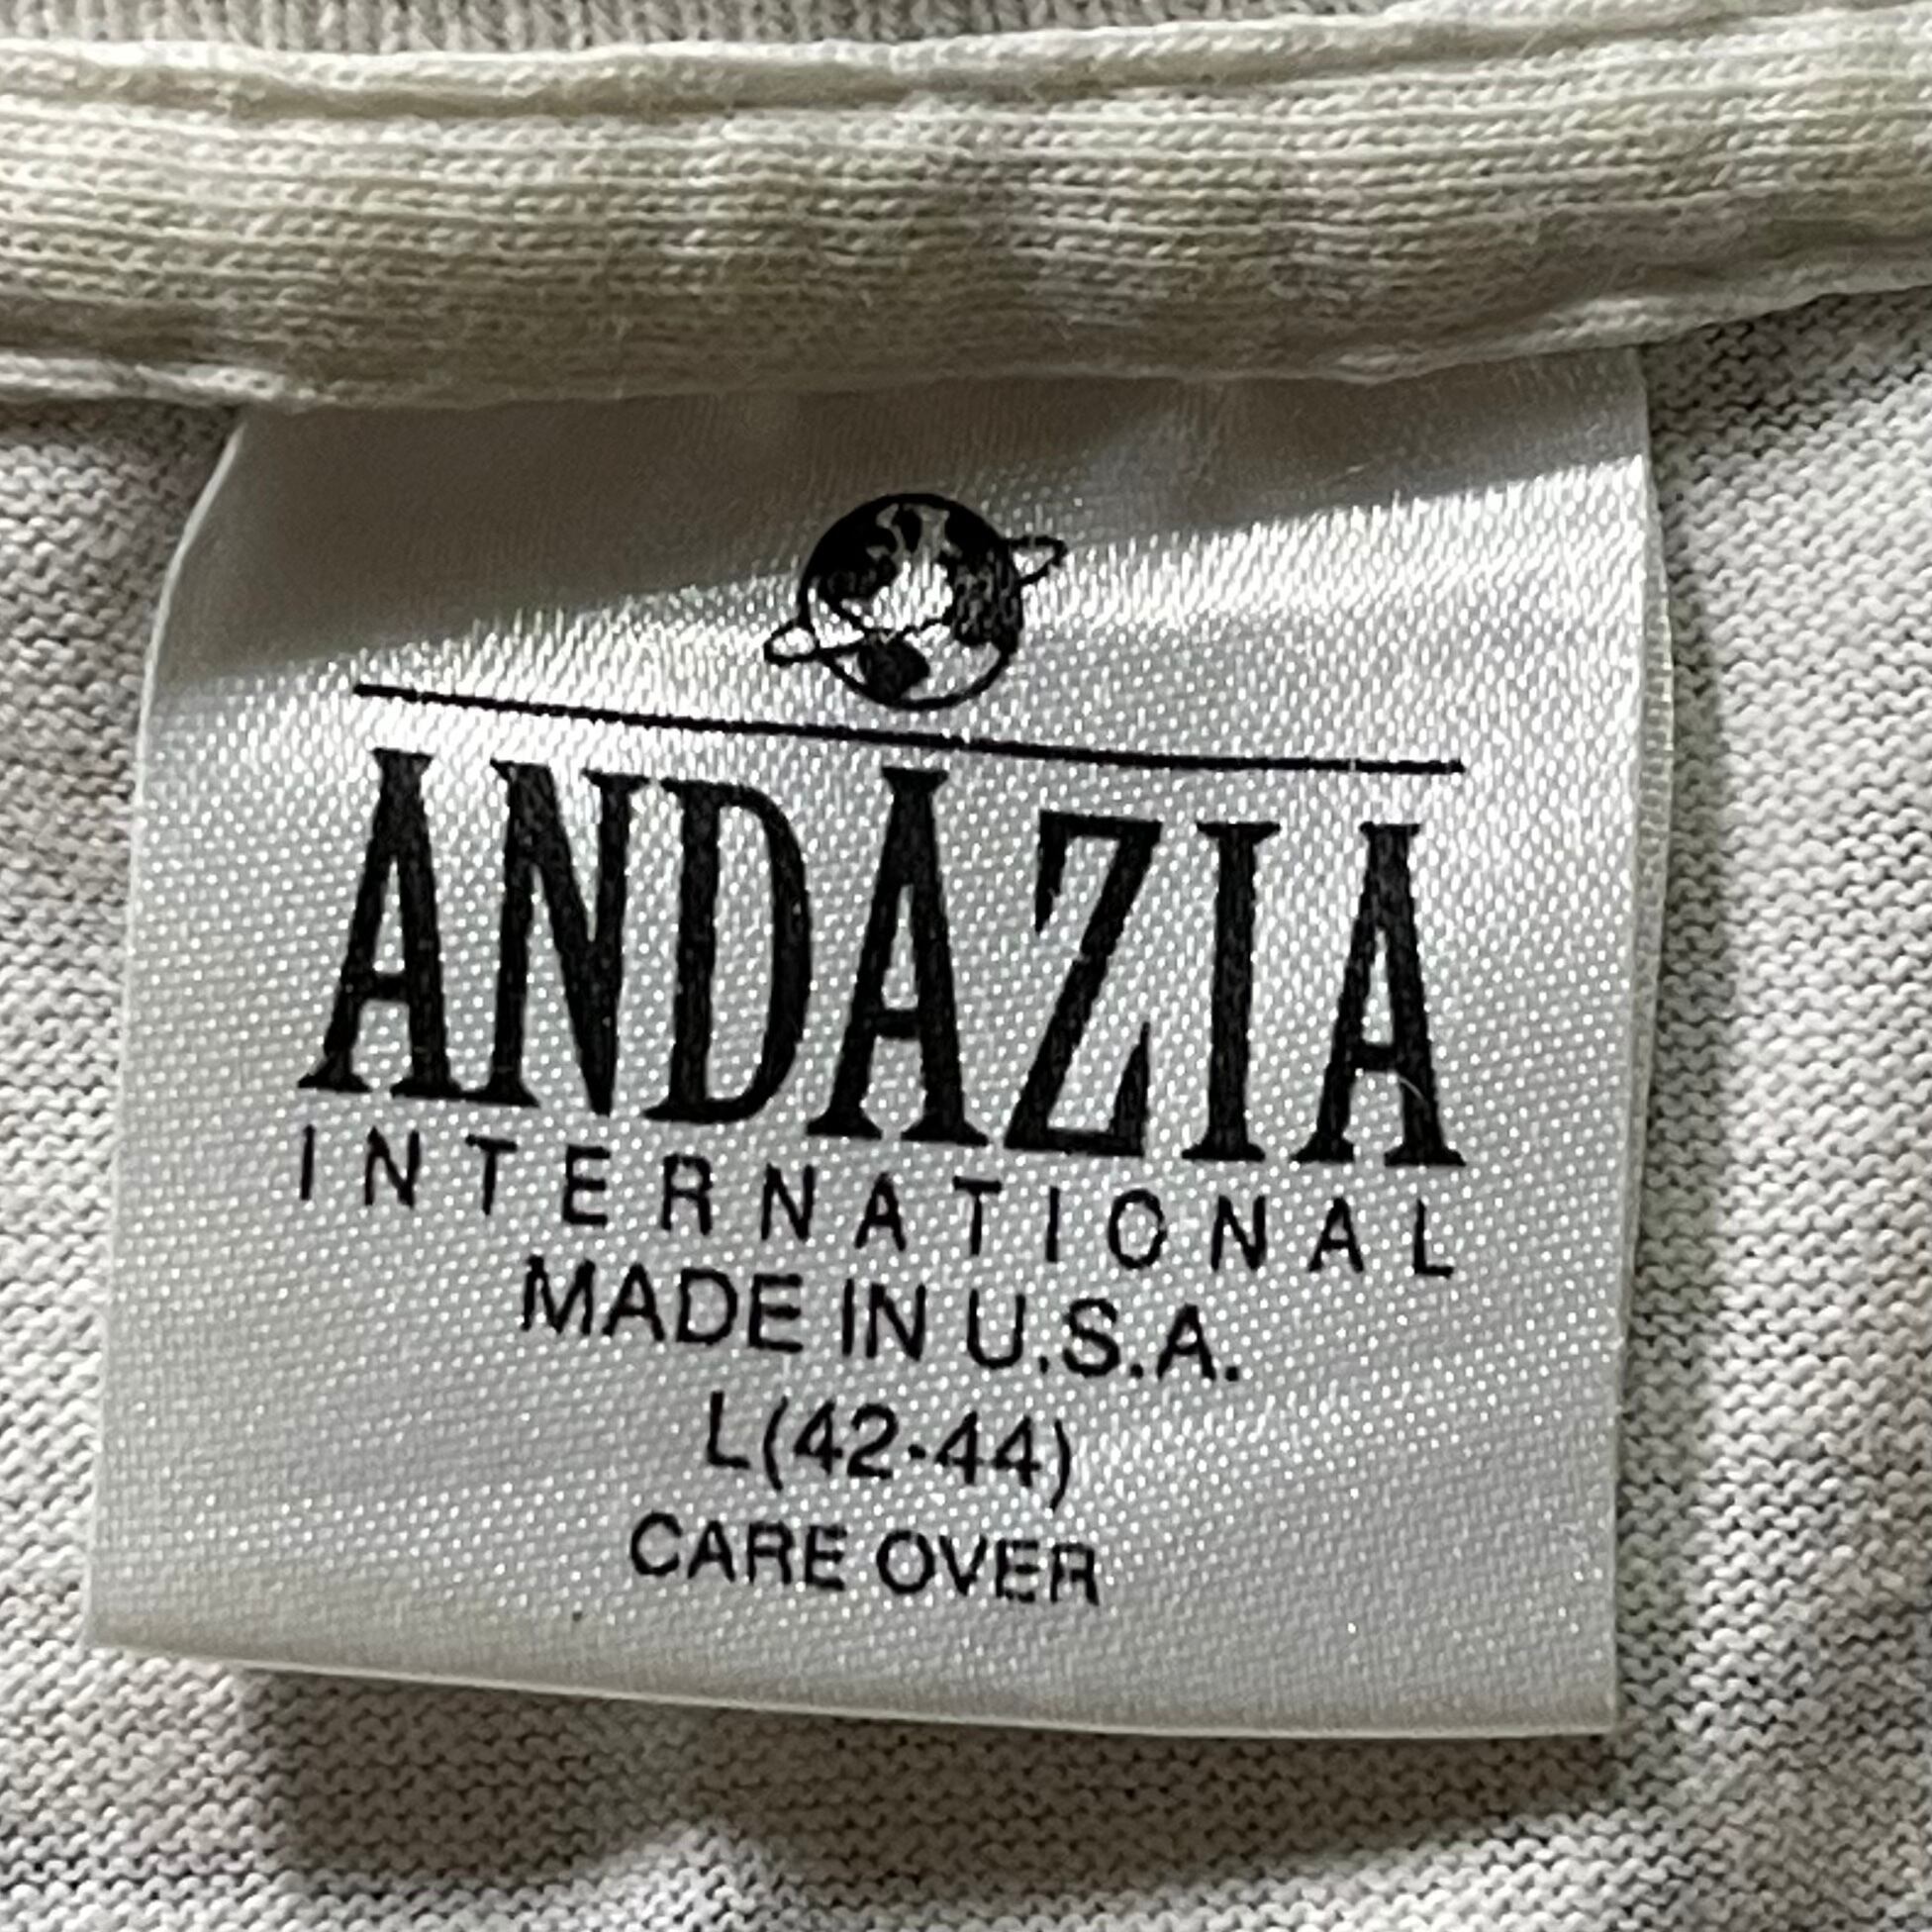 ANDAZIA
INTERNATIONAL
MADE IN U.S.A.
L(42-44)
CARE OVER